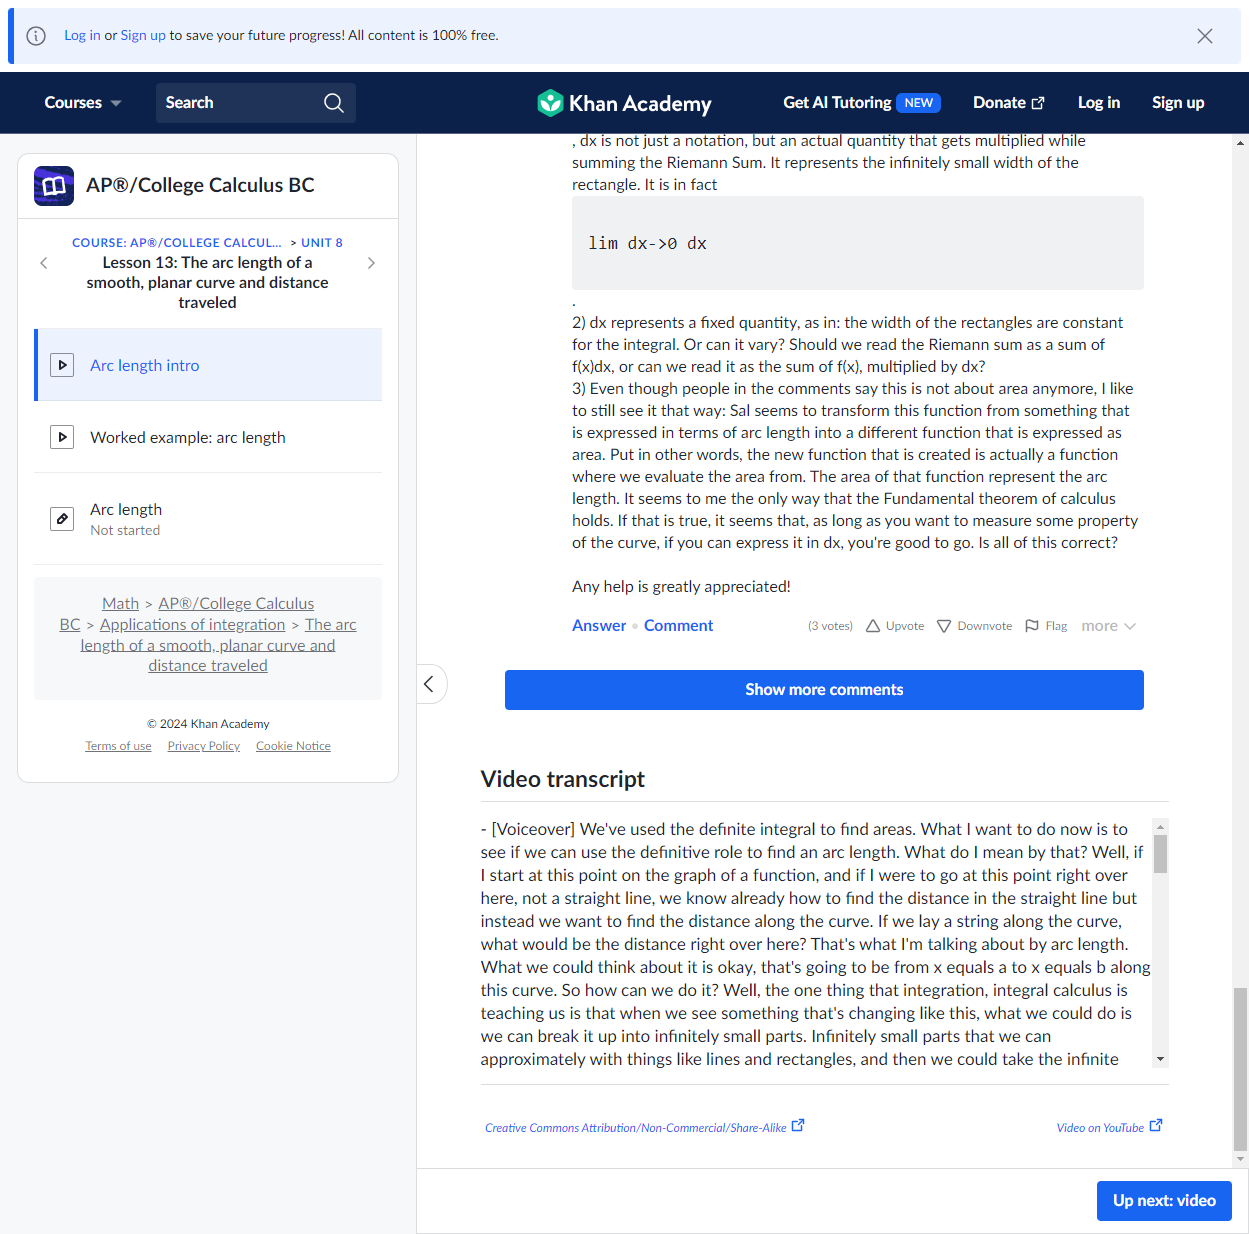 Log in or Sign up to save your future progress! All content is 100% free.
Courses
Search
Khan Academy
Get AI Tutoring NEW
Donate
Log in
Sign up
AP®/College Calculus BC
COURSE: AP®/COLLEGE CALCUL... > UNIT 8
Lesson 13: The arc length of a
smooth, planar curve and distance
traveled
Arc length intro
Worked example: arc length
Arc length
Not started
Math > AP®/College Calculus
BC > Applications of integration > The arc
length of a smooth, planar curve and
distance traveled
© 2024 Khan Academy
Terms of use Privacy Policy Cookie Notice
, dx is not just a notation, but an actual quantity that gets multiplied while
summing the Riemann Sum. It represents the infinitely small width of the
rectangle. It is in fact
lim dx->0 dx
.
2) dx represents a fixed quantity, as in: the width of the rectangles are constant
for the integral. Or can it vary? Should we read the Riemann sum as a sum of
f(x)dx, or can we read it as the sum of f(x), multiplied by dx?
3) Even though people in the comments say this is not about area anymore, I like
to still see it that way: Sal seems to transform this function from something that
is expressed in terms of arc length into a different function that is expressed as
area. Put in other words, the new function that is created is actually a function
where we evaluate the area from. The area of that function represent the arc
length. It seems to me the only way that the Fundamental theorem of calculus
holds. If that is true, it seems that, as long as you want to measure some property
of the curve, if you can express it in dx, you're good to go. Is all of this correct?
Any help is greatly appreciated!
Answer • Comment (3 votes) Upvote Downvote Flag more
Show more comments
Video transcript
- [Voiceover] We've used the definite integral to find areas. What I want to do now is to
see if we can use the definitive role to find an arc length. What do I mean by that? Well, if
I start at this point on the graph of a function, and if I were to go at this point right over
here, not a straight line, we know already how to find the distance in the straight line but
instead we want to find the distance along the curve. If we lay a string along the curve,
what would be the distance right over here? That's what I'm talking about by arc length.
What we could think about it is okay, that's going to be from x equals a to x equals b along
this curve. So how can we do it? Well, the one thing that integration, integral calculus is
teaching us is that when we see something that's changing like this, what we could do is
we can break it up into infinitely small parts. Infinitely small parts that we can
approximately with things like lines and rectangles, and then we could take the infinite
Creative Commons Attribution/Non-Commercial/Share-Alike
Video on YouTube
Up next: video